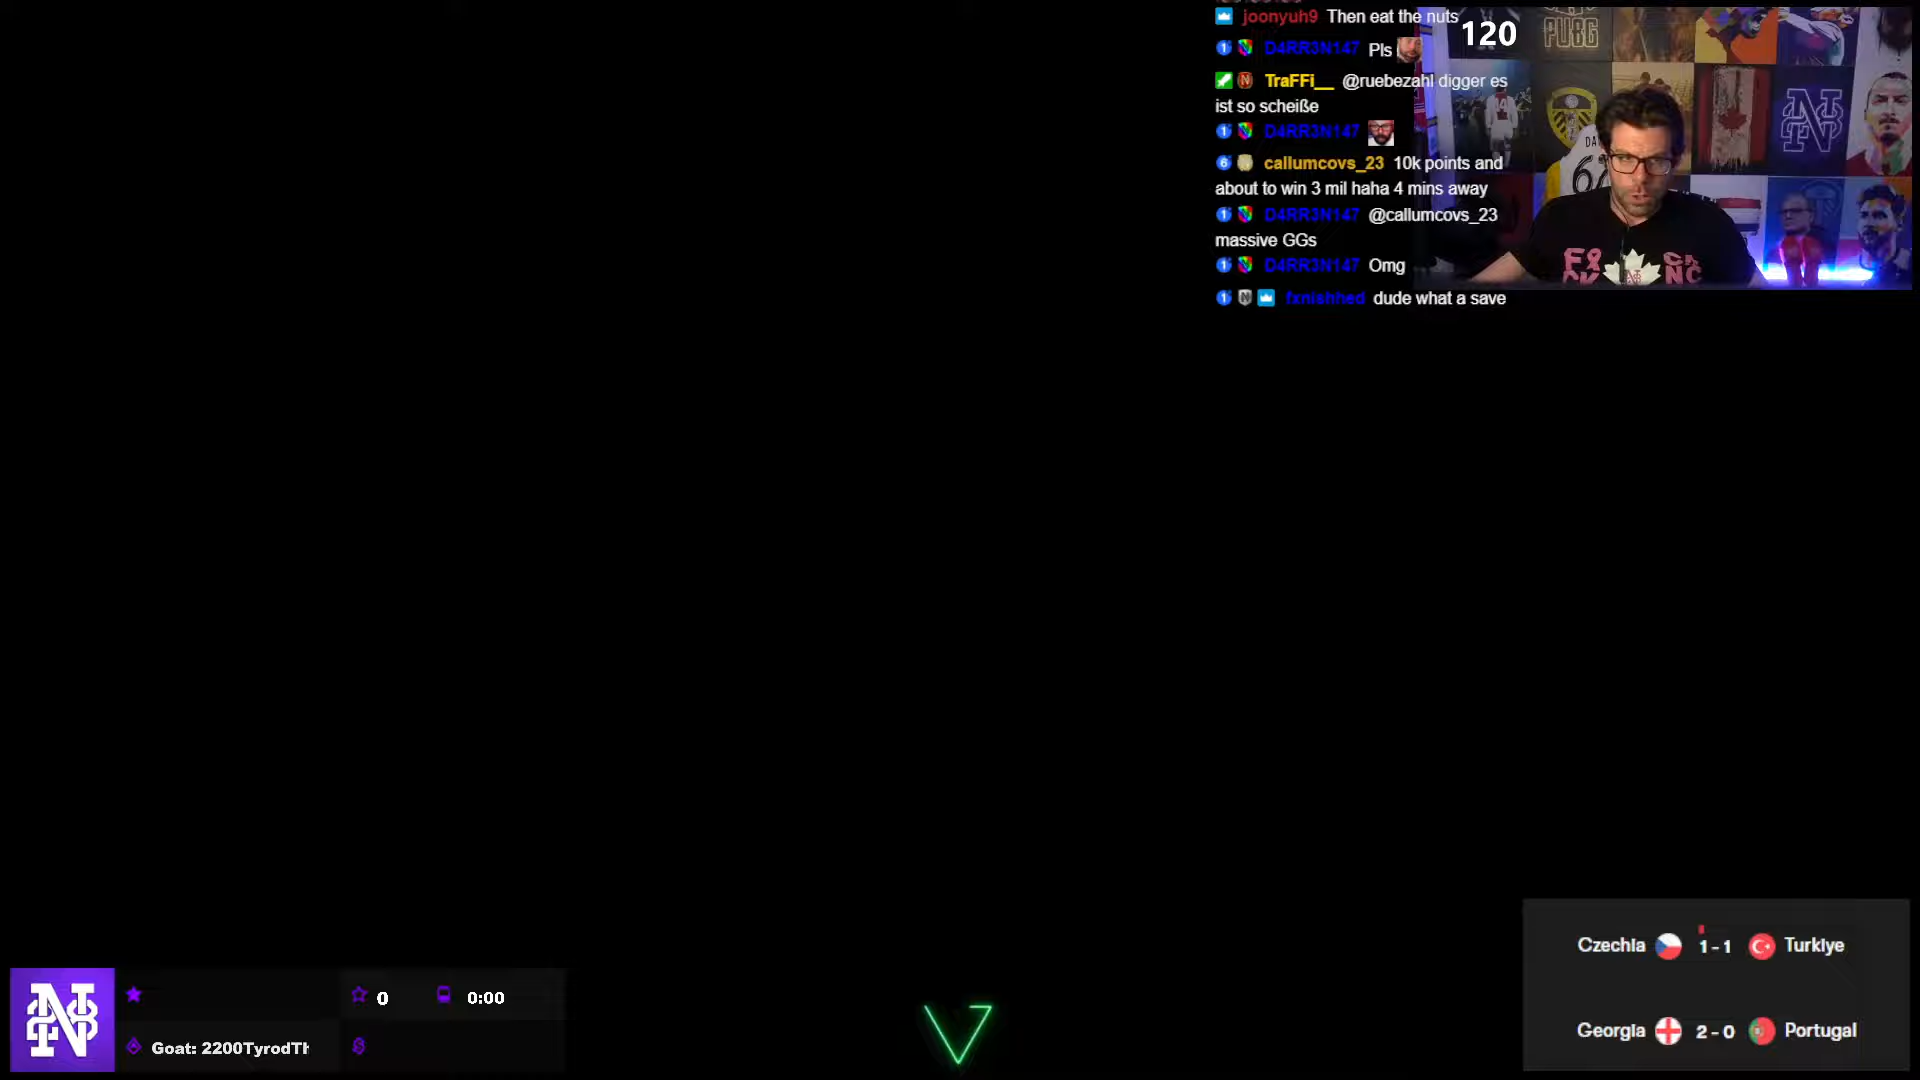 joonyuh9 Then eat the nuts
D4RR3N147 Pls
TraFFi__ @ruebezahl digger es
ist so scheiße
D4RR3N147
callumcovs_23 10k points and
about to win 3 mil haha 4 mins away
D4RR3N147 @callumcovs_23
massive GGs
D4RR3N147 Omg
fxnishhed dude what a save
120
PUBG
Czechia 1 - 1 Turkiye
Georgia 2 - 0 Portugal
0 0:00
Goat: 2200TyrodTh